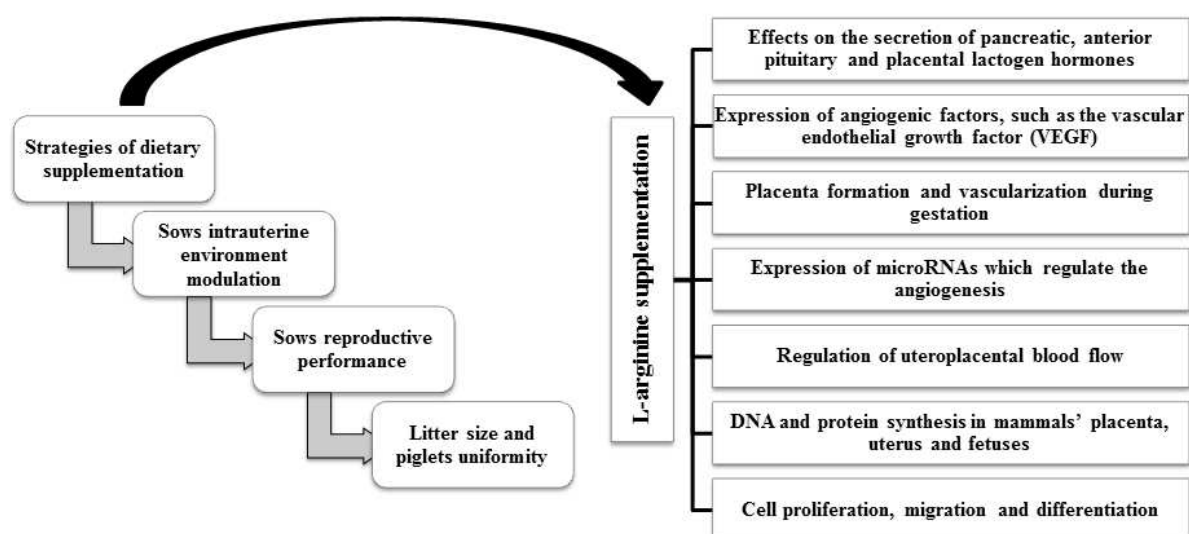 Strategies of dietary
supplementation
Sows intrauterine
environment
modulation
Sows reproductive
performance
Litter size and
piglets uniformity
L-arginine supplementation
Effects on the secretion of pancreatic, anterior
pituitary and placental lactogen hormones
Expression of angiogenic factors, such as the vascular
endothelial growth factor (VEGF)
Placenta formation and vascularization during
gestation
Expression of microRNAs which regulate the
angiogenesis
Regulation of uteroplacental blood flow
DNA and protein synthesis in mammals’ placenta,
uterus and fetuses
Cell proliferation, migration and differentiation